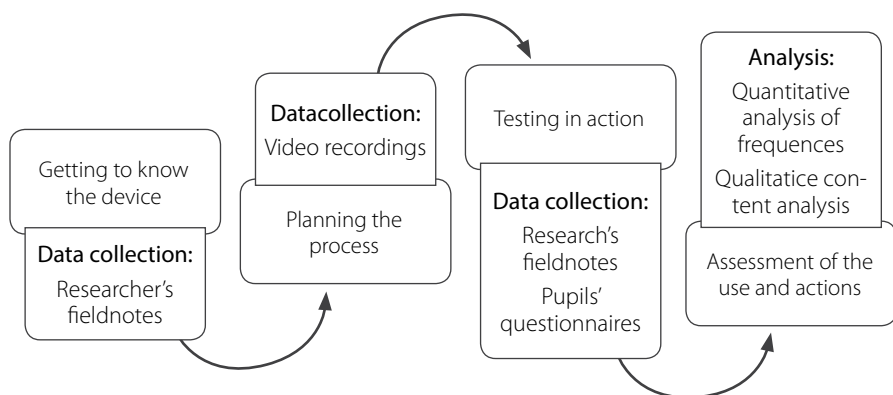 Getting to know
the device
Data collection:
Researcher's
fieldnotes
Datacollection:
Video recordings
Planning the
process
Testing in action
Data collection:
Research's
fieldnotes
Pupils'
questionnaires
Analysis:
Quantitative
analysis of
frequences
Qualitatice con-
tent analysis
Assessment of the
use and actions